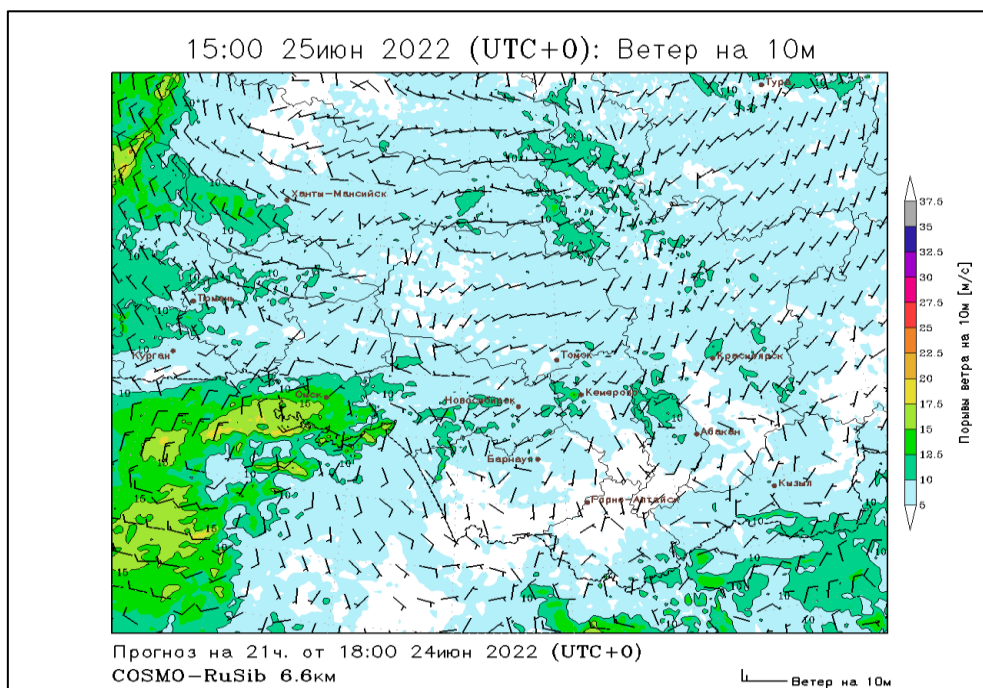 15:00 25июн 2022 (UTC+0): Ветер на 10м
Тура
Ханты-Мансийск
Тюмень
Курган
Томск
Красноярск
Омск
Новосибирск
Кемерово
Абакан
Барнаул
Кызыл
Горно-Алтайск
37.5
35
32.5
30
27.5
25
22.5
20
17.5
15
12.5
10
5
Порывы ветра на 10м [м/с]
Прогноз на 21ч. от 18:00 24июн 2022 (UTC+0)
COSMO-RuSib 6.6км
Ветер на 10м